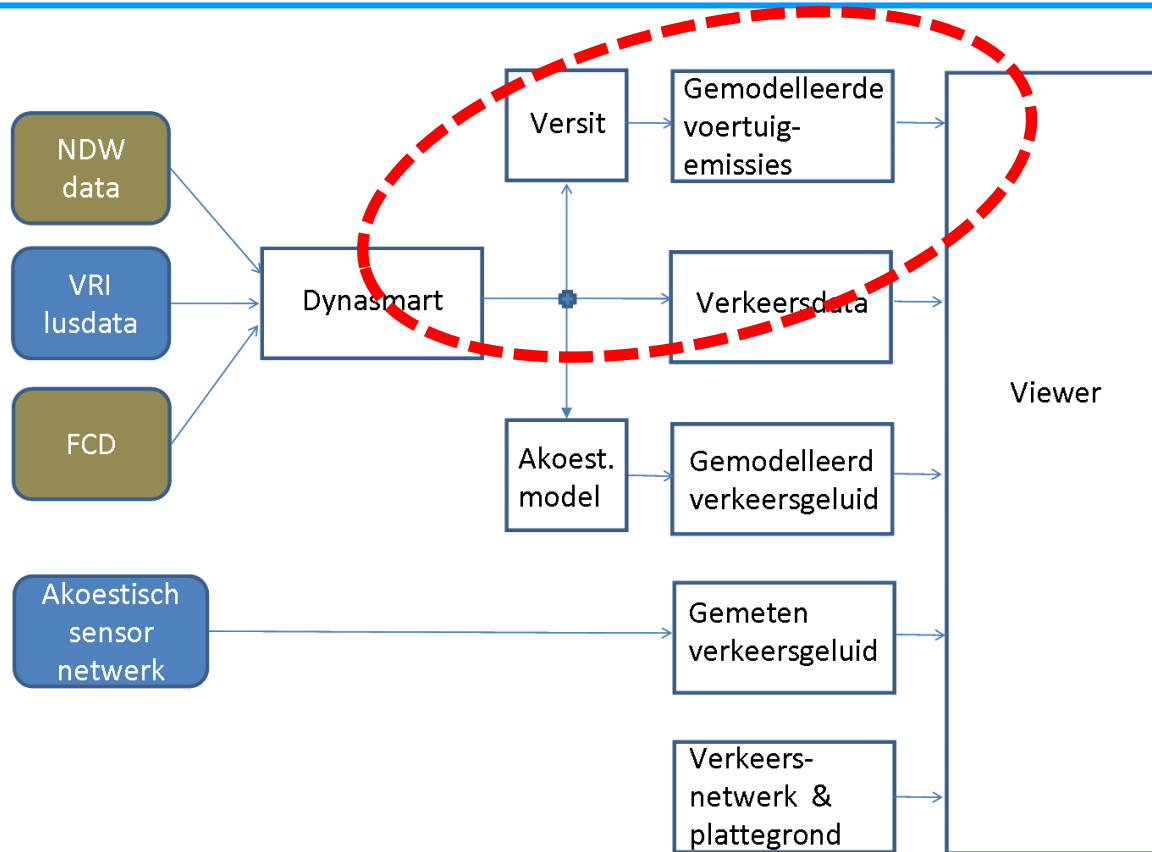 NDW
data
VRI
lusdata
FCD
Akoestisch
sensor
netwerk
Dynasmart
Versit
Akoest.
model
Gemodelleerde
voertuig-
emissies
Verkeersdata
Gemodelleerd
verkeersgeluid
Gemeten
verkeersgeluid
Verkeers-
netwerk &
plattegrond
Viewer